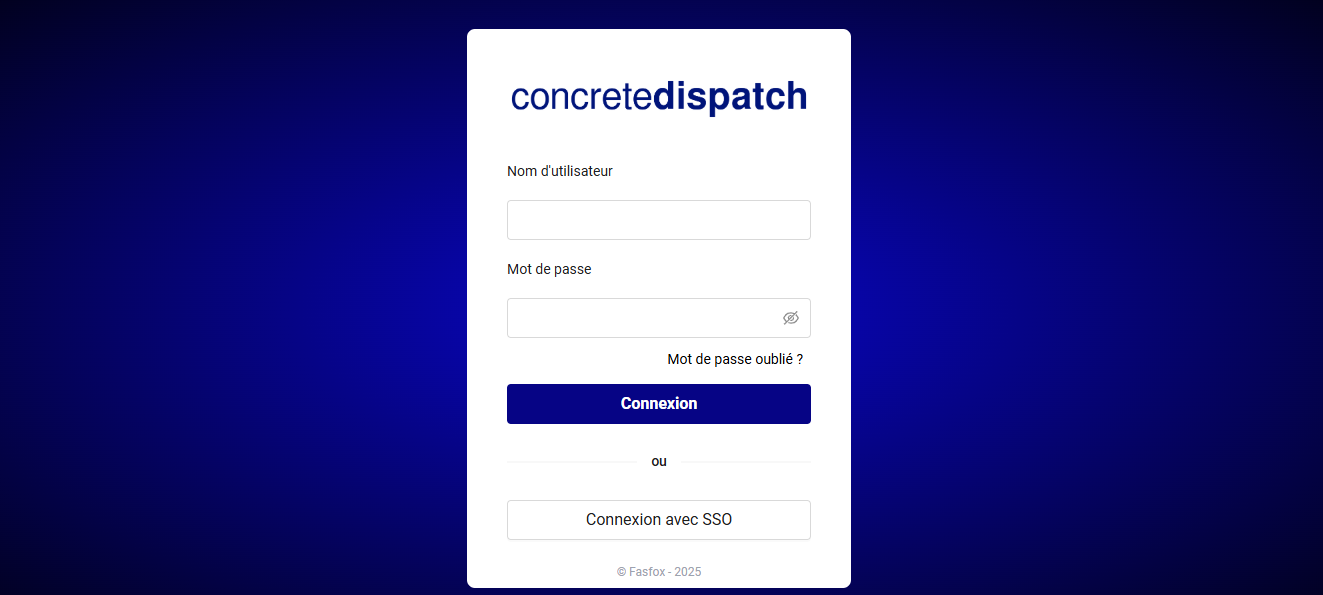 concretedispatch
Nom d'utilisateur
Mot de passe
Mot de passe oublié ?
Connexion
ou
Connexion avec SSO
© Fasfox - 2025